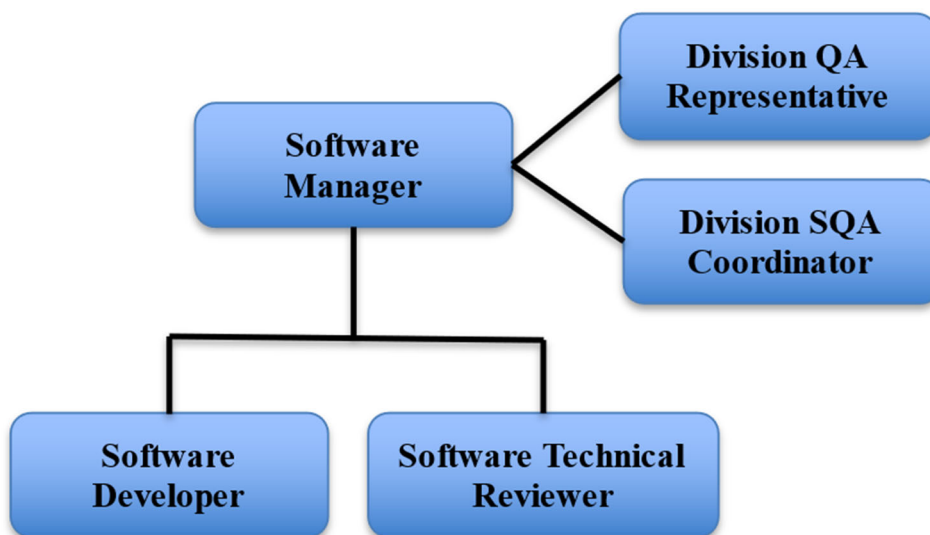 Division QA
Representative
Software
Manager
Division SQA
Coordinator
Software
Developer
Software Technical
Reviewer